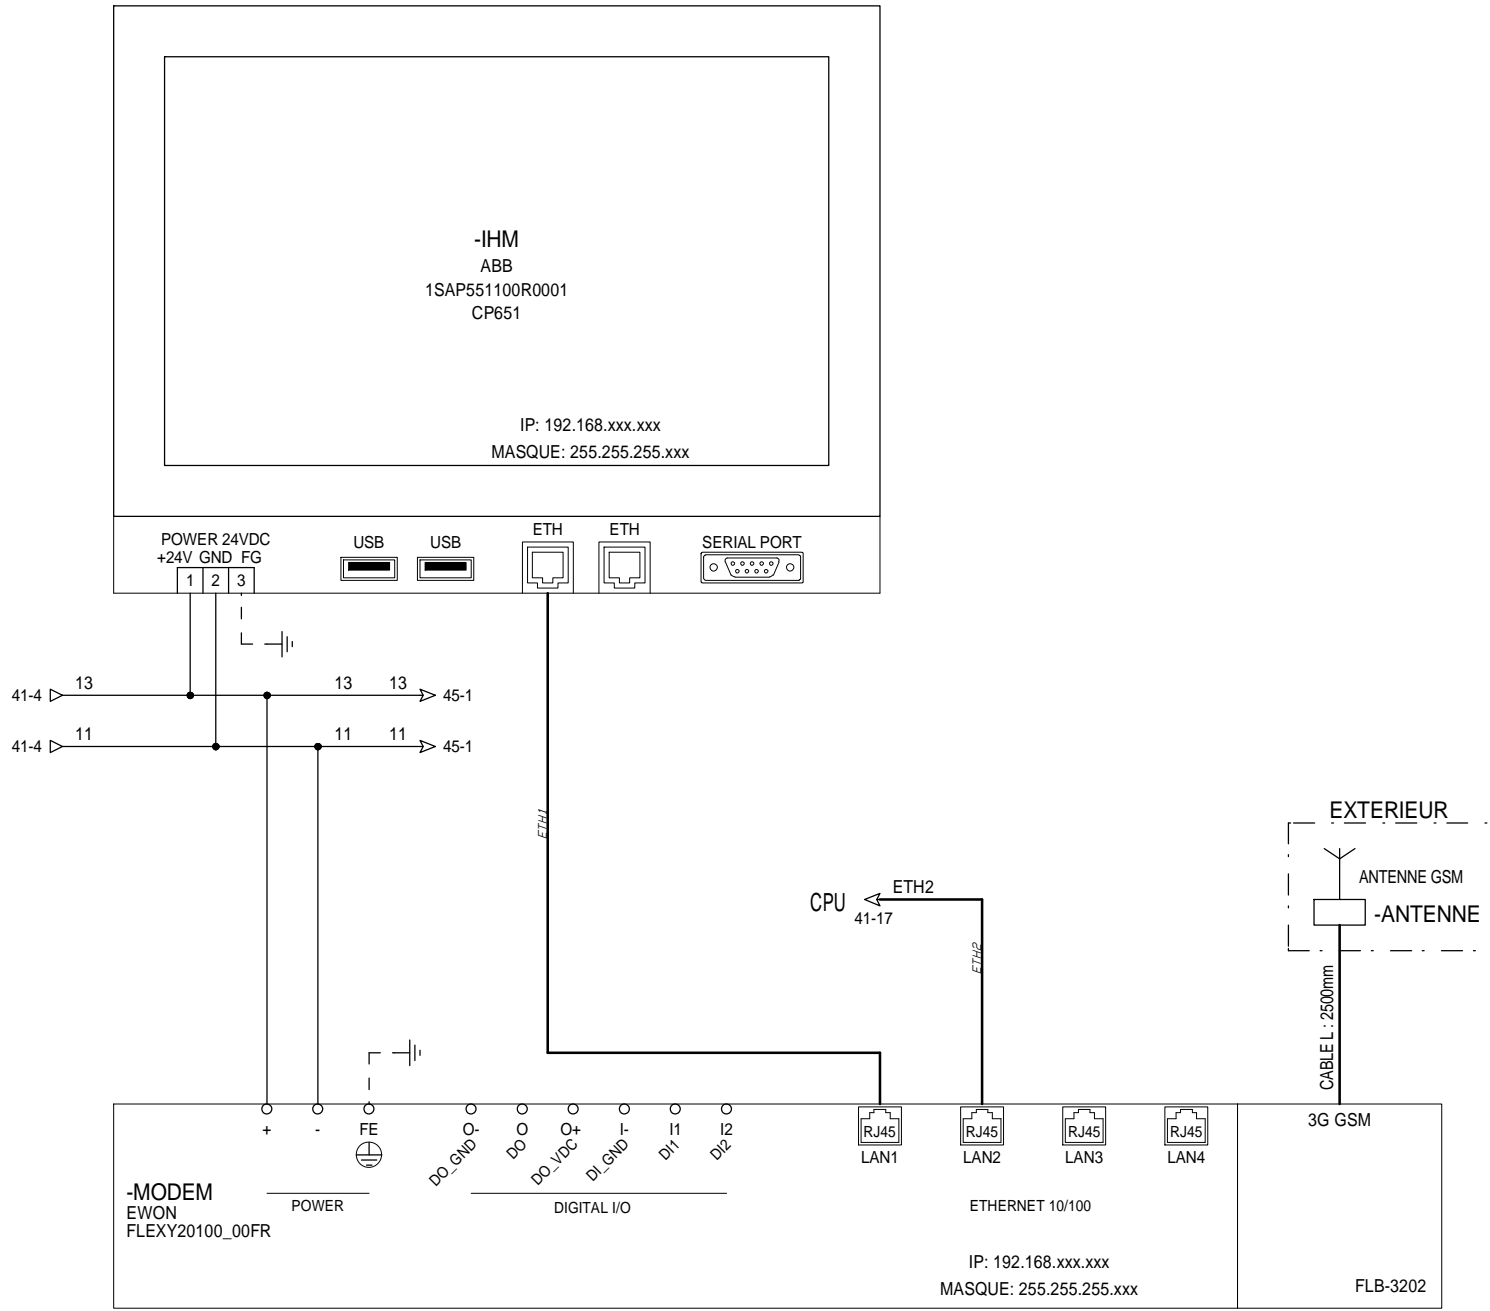 -IHM
ABB
1SAP551100R0001
CP651
IP: 192.168.xxx.xxx
MASQUE: 255.255.255.xxx
POWER 24VDC
+24V GND FG
1 2 3
USB
USB
ETH
ETH
SERIAL PORT
41-4 13 13 13 45-1
41-4 11 11 11 45-1
ETH1
CPU
ETH2
41-17
ETH2
EXTERIEUR
ANTENNE GSM
-ANTENNE
CABLE L : 2500mm
+ - FE
O- O O+ I- I1 I2
DO_GND DO DO_VDC DI_GND DI1 DI2
RJ45 RJ45 RJ45 RJ45
LAN1 LAN2 LAN3 LAN4
3G GSM
-MODEM
EWON
FLEXY20100_00FR
POWER
DIGITAL I/O
ETHERNET 10/100
IP: 192.168.xxx.xxx
MASQUE: 255.255.255.xxx
FLB-3202